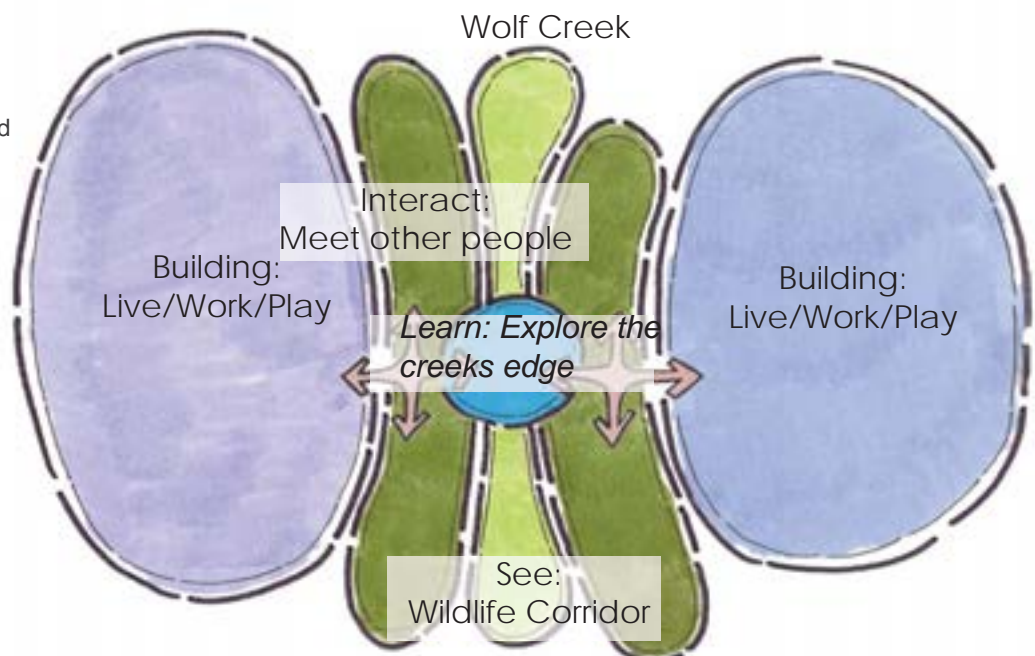 Wolf Creek
d
Interact:
Meet other people
Building:
Live/Work/Play
Building:
Live/Work/Play
Learn: Explore the
creeks edge
See:
Wildlife Corridor